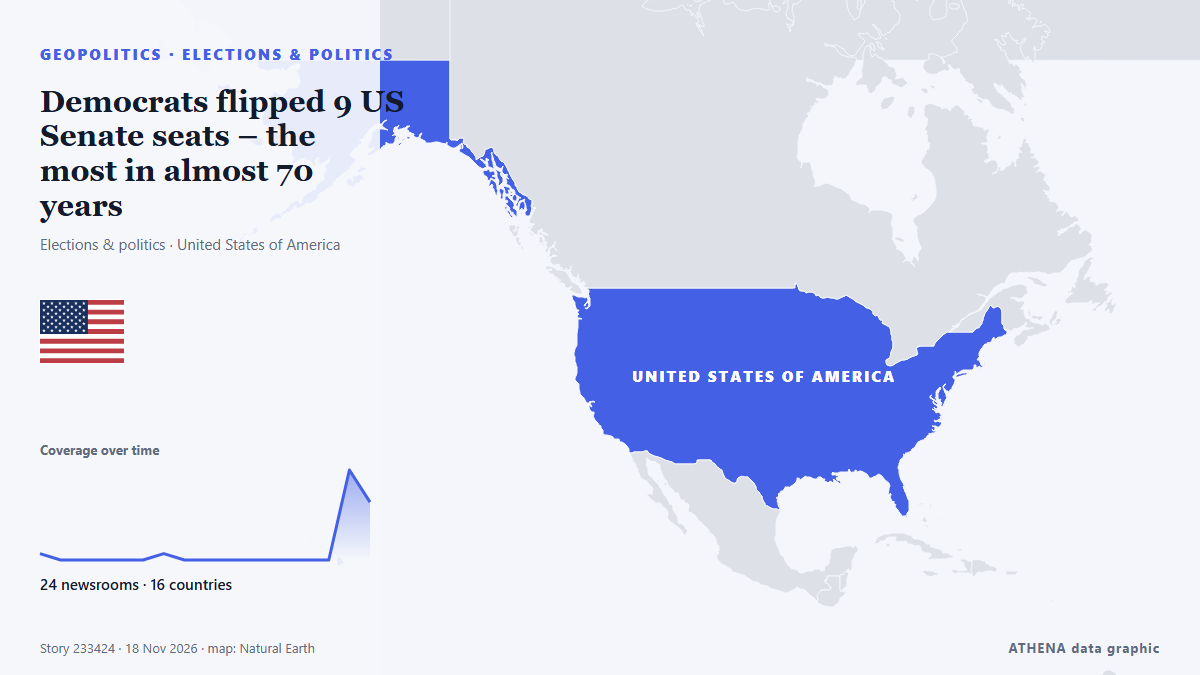 GEOPOLITICS · ELECTIONS & POLITICS
Democrats flipped 9 US
Senate seats – the
most in almost 70
years
Elections & politics · United States of America
UNITED STATES OF AMERICA
Coverage over time
24 newsrooms · 16 countries
Story 233424 · 18 Nov 2026 · map: Natural Earth
ATHENA data graphic